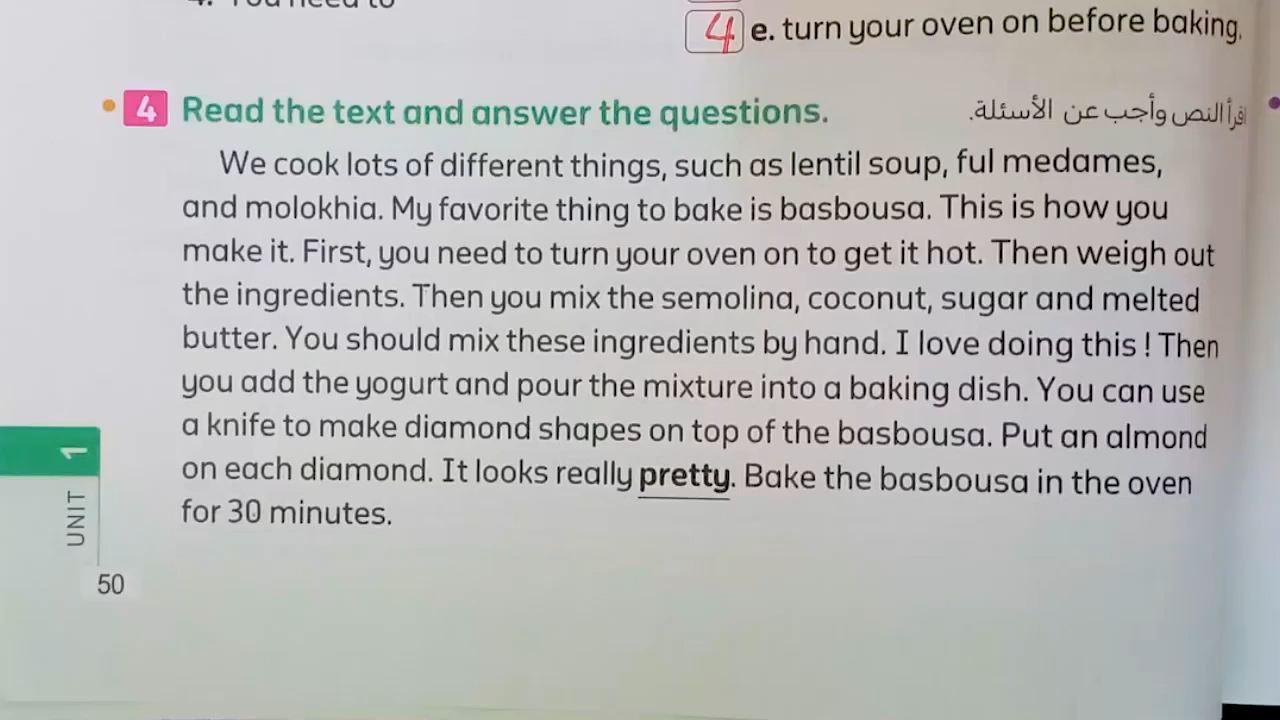 4. You need to
4 e. turn your oven on before baking.
4 Read the text and answer the questions. اقرأ النص وأجب عن الأسئلة.
We cook lots of different things, such as lentil soup, ful medames,
and molokhia. My favorite thing to bake is basbousa. This is how you
make it. First, you need to turn your oven on to get it hot. Then weigh out
the ingredients. Then you mix the semolina, coconut, sugar and melted
butter. You should mix these ingredients by hand. I love doing this ! Then
you add the yogurt and pour the mixture into a baking dish. You can use
a knife to make diamond shapes on top of the basbousa. Put an almond
on each diamond. It looks really pretty. Bake the basbousa in the oven
for 30 minutes.
UNIT 1
50